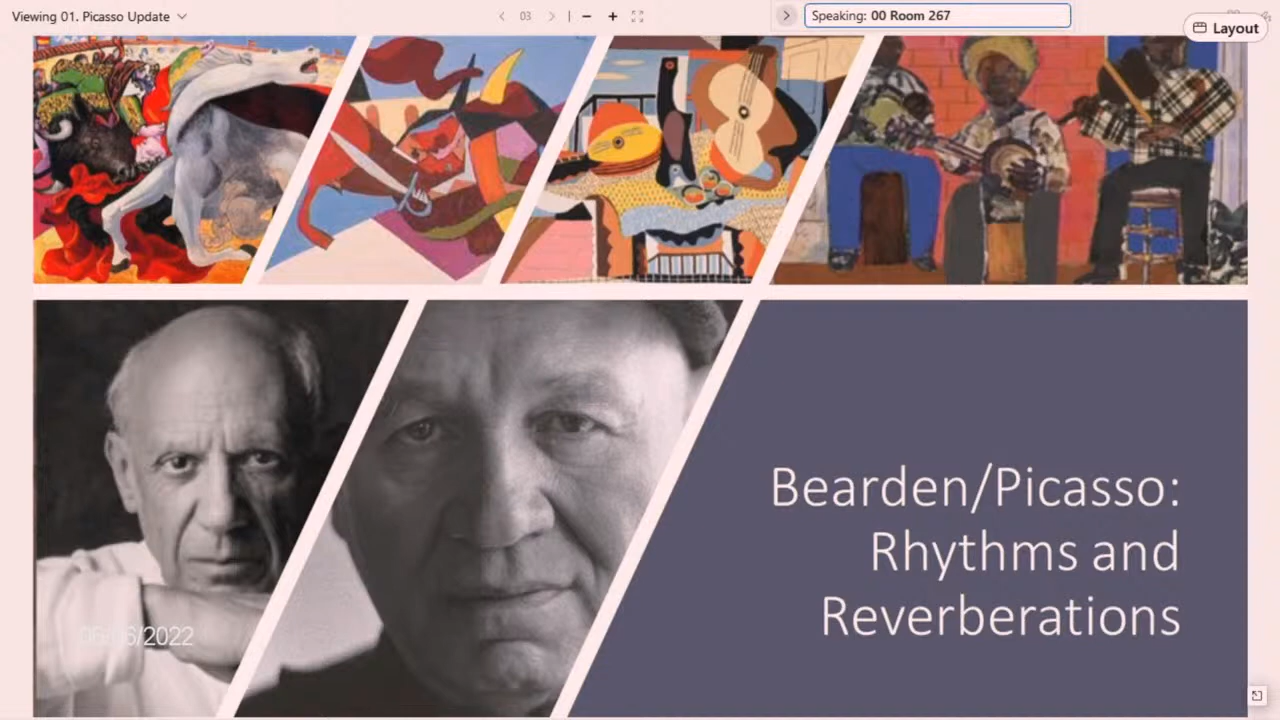 Viewing 01. Picasso Update
03
Speaking: 00 Room 267
Layout
Bearden/Picasso:
Rhythms and
Reverberations